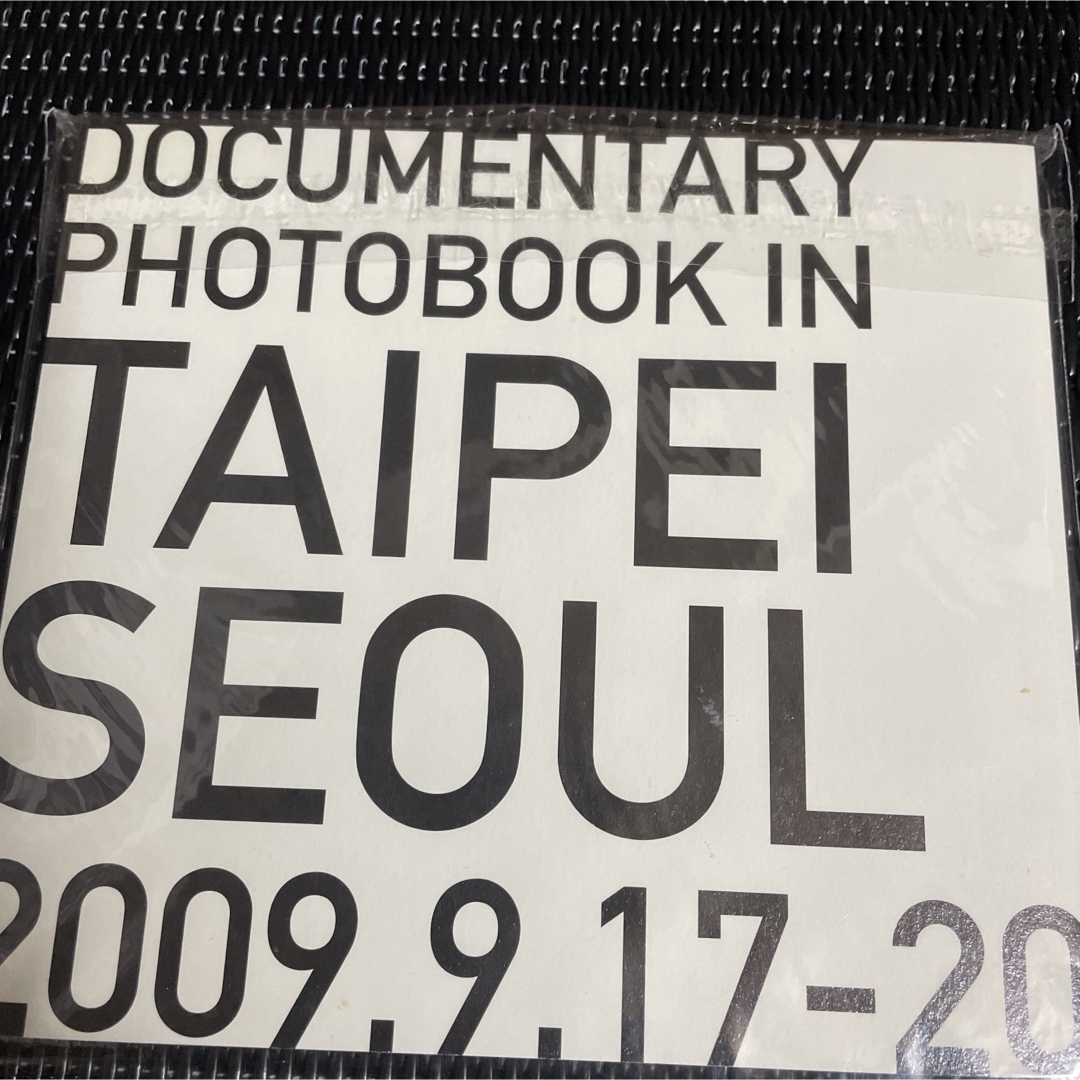 DOCUMENTARY
PHOTOBOOK IN
TAIPEI
SEOUL
2009.9.17-20